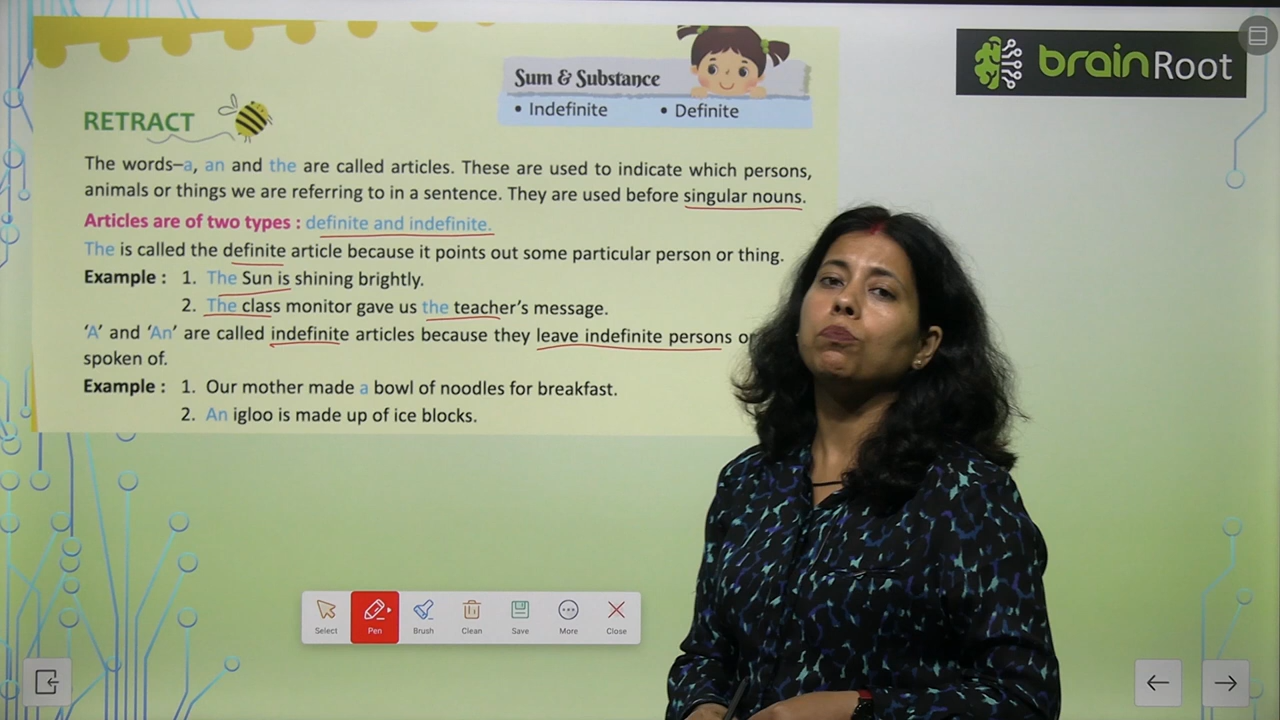 Sum & Substance
• Indefinite • Definite
brainRoot
RETRACT
The words–a, an and the are called articles. These are used to indicate which persons,
animals or things we are referring to in a sentence. They are used before singular nouns.
Articles are of two types : definite and indefinite.
The is called the definite article because it points out some particular person or thing.
Example : 1. The Sun is shining brightly.
2. The class monitor gave us the teacher's message.
'A' and 'An' are called indefinite articles because they leave indefinite persons
spoken of.
Example : 1. Our mother made a bowl of noodles for breakfast.
2. An igloo is made up of ice blocks.
Select Pen Brush Clean Save More Close